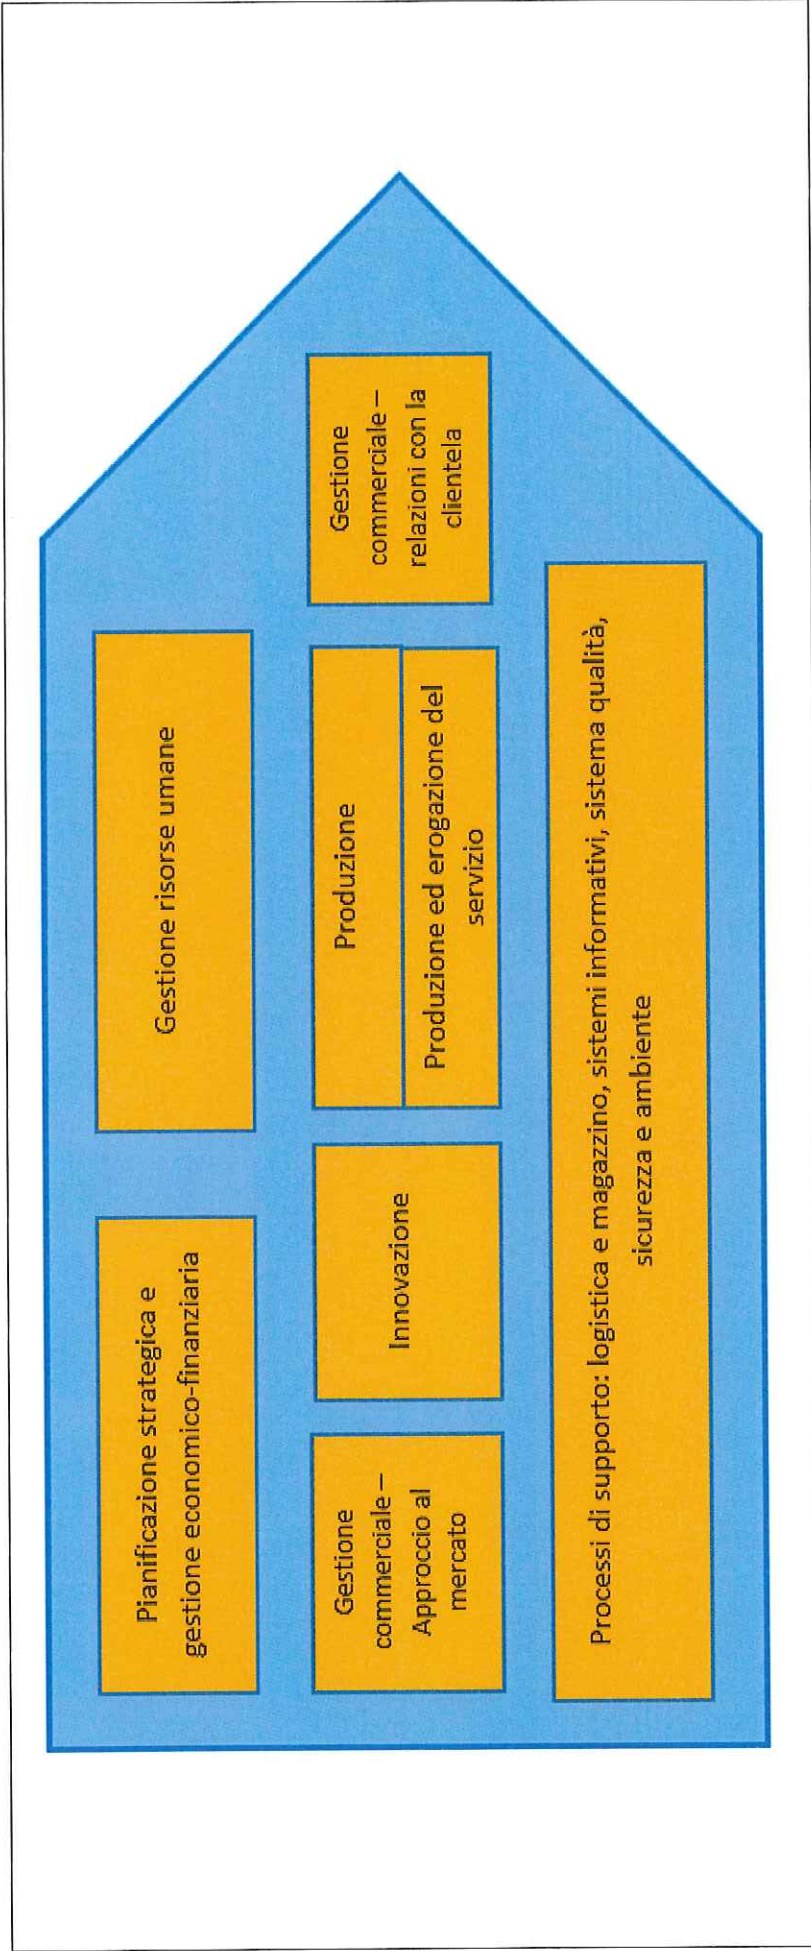 Pianificazione strategica e
gestione economico-finanziaria
Gestione risorse umane
Gestione
commerciale –
Approccio al
mercato
Innovazione
Produzione
Produzione ed erogazione del
servizio
Gestione
commerciale –
relazioni con la
clientela
Processi di supporto: logistica e magazzino, sistemi informativi, sistema qualità,
sicurezza e ambiente